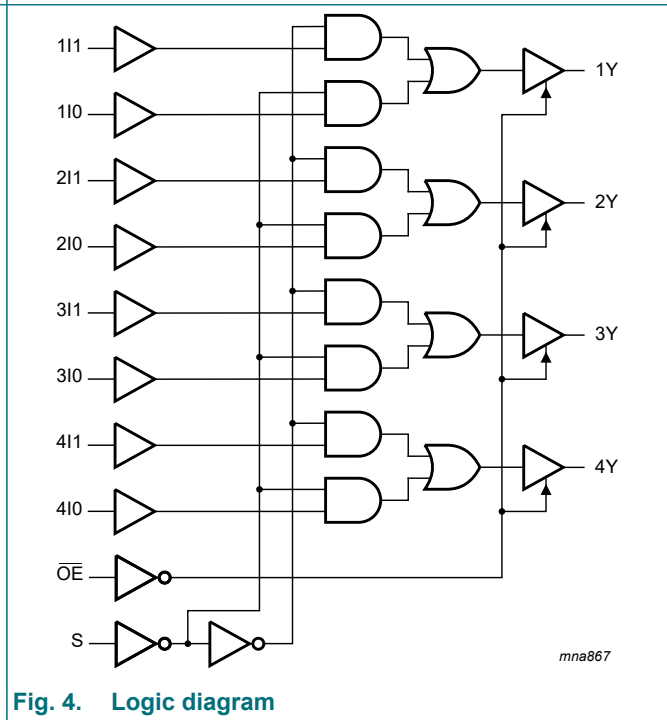 1I1
1Y
1I0
2I1
2Y
2I0
3I1
3Y
3I0
4I1
4Y
4I0
OE
S
mna867
Fig. 4. Logic diagram